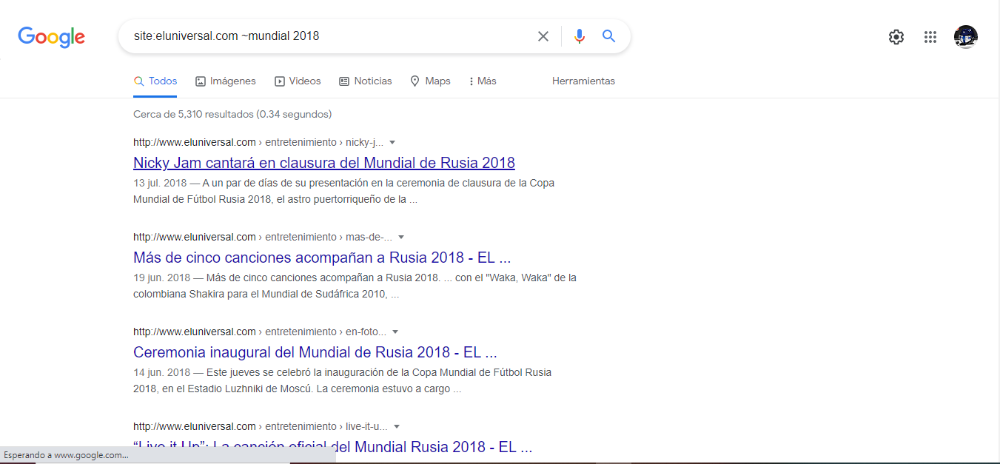 Google
site:eluniversal.com ~mundial 2018
Todos Imágenes Videos Noticias Maps Más Herramientas
Cerca de 5,310 resultados (0.34 segundos)
http://www.eluniversal.com › entretenimiento › nicky-j...
Nicky Jam cantará en clausura del Mundial de Rusia 2018
13 jul. 2018 — A un par de días de su presentación en la ceremonia de clausura de la Copa
Mundial de Fútbol Rusia 2018, el astro puertorriqueño de la ...
http://www.eluniversal.com › entretenimiento › mas-de-...
Más de cinco canciones acompañan a Rusia 2018 - EL ...
19 jun. 2018 — Más de cinco canciones acompañan a Rusia 2018. ... con el "Waka, Waka" de la
colombiana Shakira para el Mundial de Sudáfrica 2010, ...
http://www.eluniversal.com › entretenimiento › en-foto...
Ceremonia inaugural del Mundial de Rusia 2018 - EL ...
14 jun. 2018 — Este jueves se celebró la inauguración de la Copa Mundial de Fútbol Rusia
2018, en el Estadio Luzhniki de Moscú. La ceremonia estuvo a cargo ...
http://www.eluniversal.com › entretenimiento › live-it-u...
“Live it Up”: La canción oficial del Mundial Rusia 2018 - EL ...
Esperando a www.google.com...